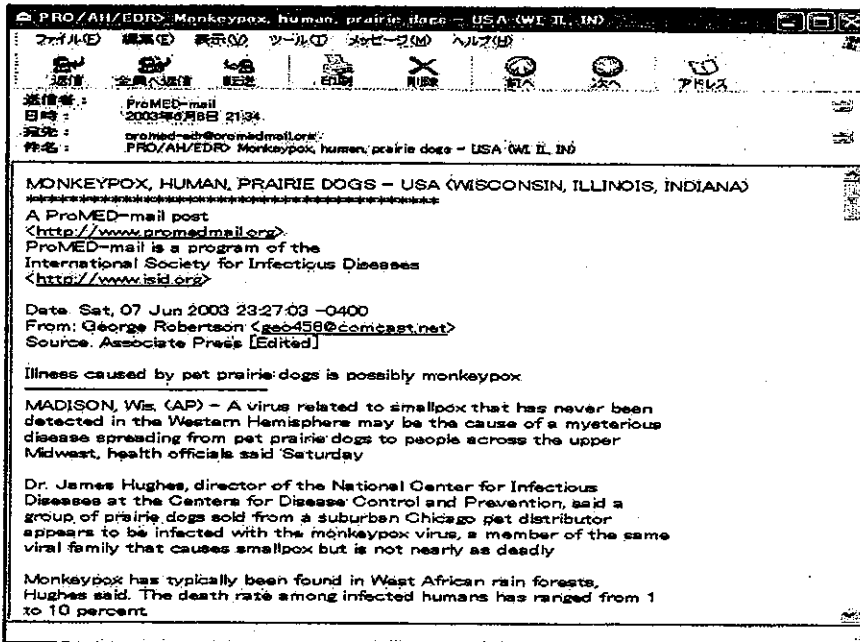 PRO/AH/EDR> Monkeypox, human, prairie dogs - USA (WI, IL, IN)
ファイル(F) 編集(E) 表示(V) ツール(T) メッセージ(M) ヘルプ(H)
返信 全員へ返信 転送 印刷 削除 前へ 次へ アドレス
送信者 : ProMED-mail
日時 : 2003年6月8日 21:34
宛先 : promed-edr@promedmail.org
件名 : PRO/AH/EDR> Monkeypox, human, prairie dogs - USA (WI, IL, IN)
MONKEYPOX, HUMAN, PRAIRIE DOGS - USA (WISCONSIN, ILLINOIS, INDIANA)
******************************************
A ProMED-mail post
<http://www.promedmail.org>
ProMED-mail is a program of the
International Society for Infectious Diseases
<http://www.isid.org>
Date. Sat, 07 Jun 2003 23:27:03 -0400
From: George Robertson <geo458@comcast.net>
Source. Associate Press [Edited]
Illness caused by pet prairie dogs is possibly monkeypox
MADISON, Wis. (AP) - A virus related to smallpox that has never been
detected in the Western Hemisphere may be the cause of a mysterious
disease spreading from pet prairie dogs to people across the upper
Midwest, health officials said Saturday
Dr. James Hughes, director of the National Center for Infectious
Diseases at the Centers for Disease Control and Prevention, said a
group of prairie dogs sold from a suburban Chicago pet distributor
appears to be infected with the monkeypox virus, a member of the same
viral family that causes smallpox but is not nearly as deadly
Monkeypox has typically been found in West African rain forests,
Hughes said. The death rate among infected humans has ranged from 1
to 10 percent